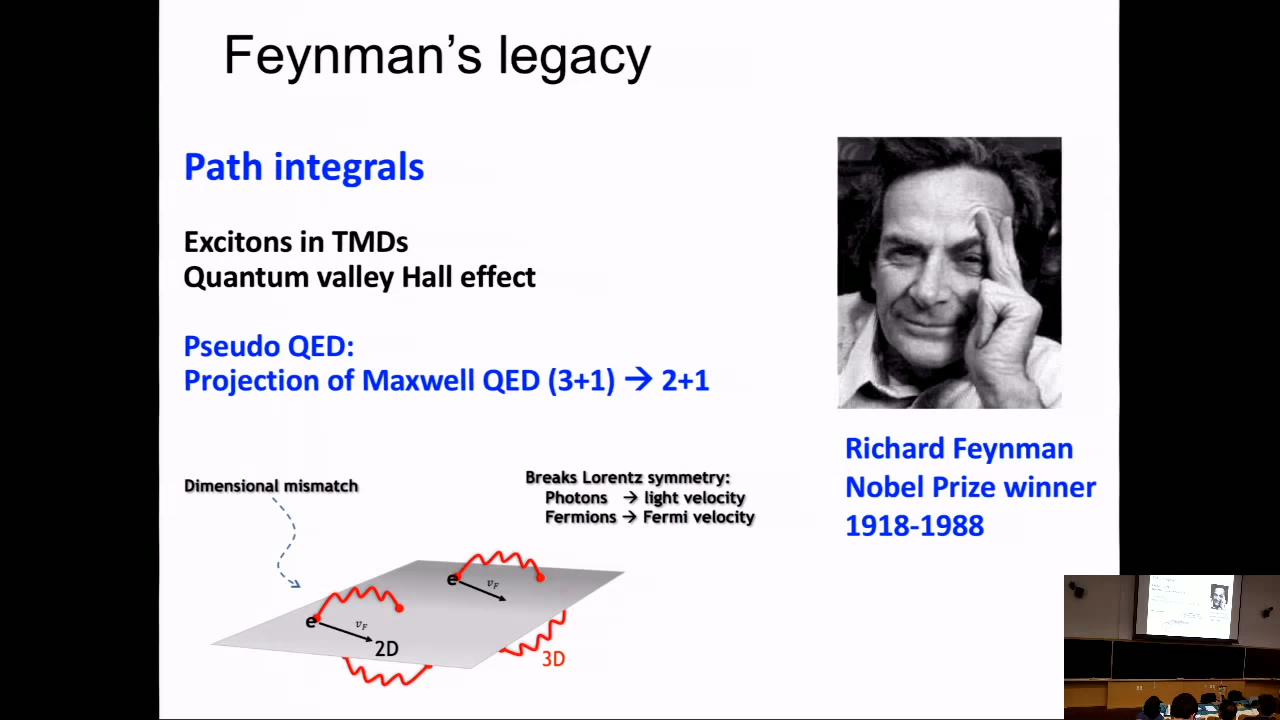 Feynman's legacy
Path integrals
Excitons in TMDs
Quantum valley Hall effect
Pseudo QED:
Projection of Maxwell QED (3+1) → 2+1
Richard Feynman
Nobel Prize winner
1918-1988
Dimensional mismatch
Breaks Lorentz symmetry:
Photons → light velocity
Fermions → Fermi velocity
e
v_F
e
v_F
2D
3D